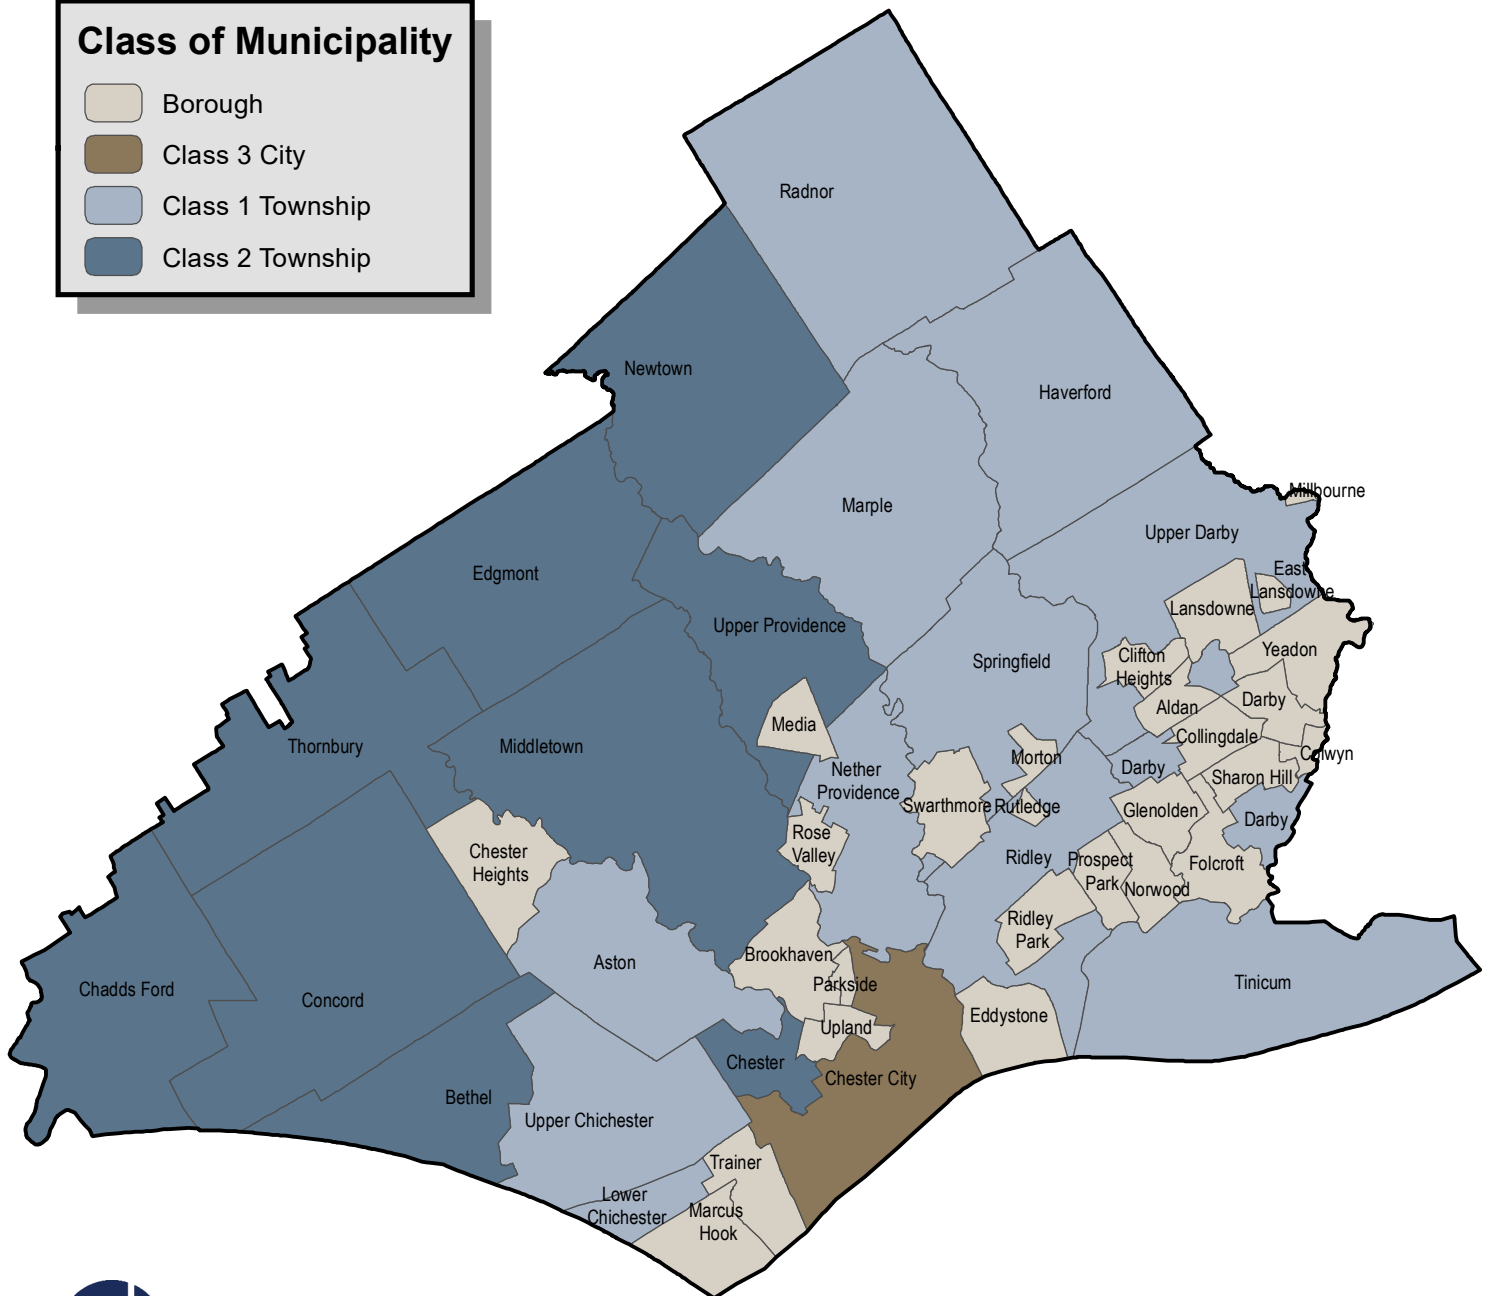 Class of Municipality
Borough
Class 3 City
Class 1 Township
Class 2 Township
Radnor
Newtown
Haverford
Marple
Millbourne
Upper Darby
Edgmont
East
Lansdowne
Lansdowne
Upper Providence
Springfield
Clifton
Heights
Yeadon
Media
Aldan
Darby
Thornbury
Middletown
Collingdale
Morton
Colwyn
Nether
Providence
Darby
Sharon Hill
Swarthmore
Rutledge
Glenolden
Darby
Rose
Valley
Chester
Heights
Ridley
Prospect
Park
Norwood
Folcroft
Ridley
Park
Brookhaven
Aston
Parkside
Tinicum
Chadds Ford
Concord
Upland
Eddystone
Chester
Chester City
Bethel
Upper Chichester
Trainer
Lower
Chichester
Marcus
Hook